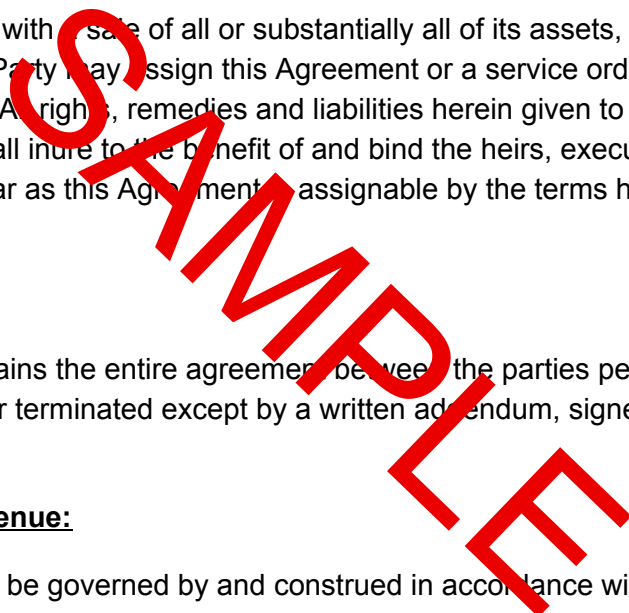 with a sale of all or substantially all of its assets,
Party may assign this Agreement or a service ord
All rights, remedies and liabilities herein given to
all inure to the benefit of and bind the heirs, execu
ar as this Agreement is assignable by the terms h
SAMPLE
ains the entire agreement between the parties pe
r terminated except by a written addendum, signe
enue:
be governed by and construed in accordance wi